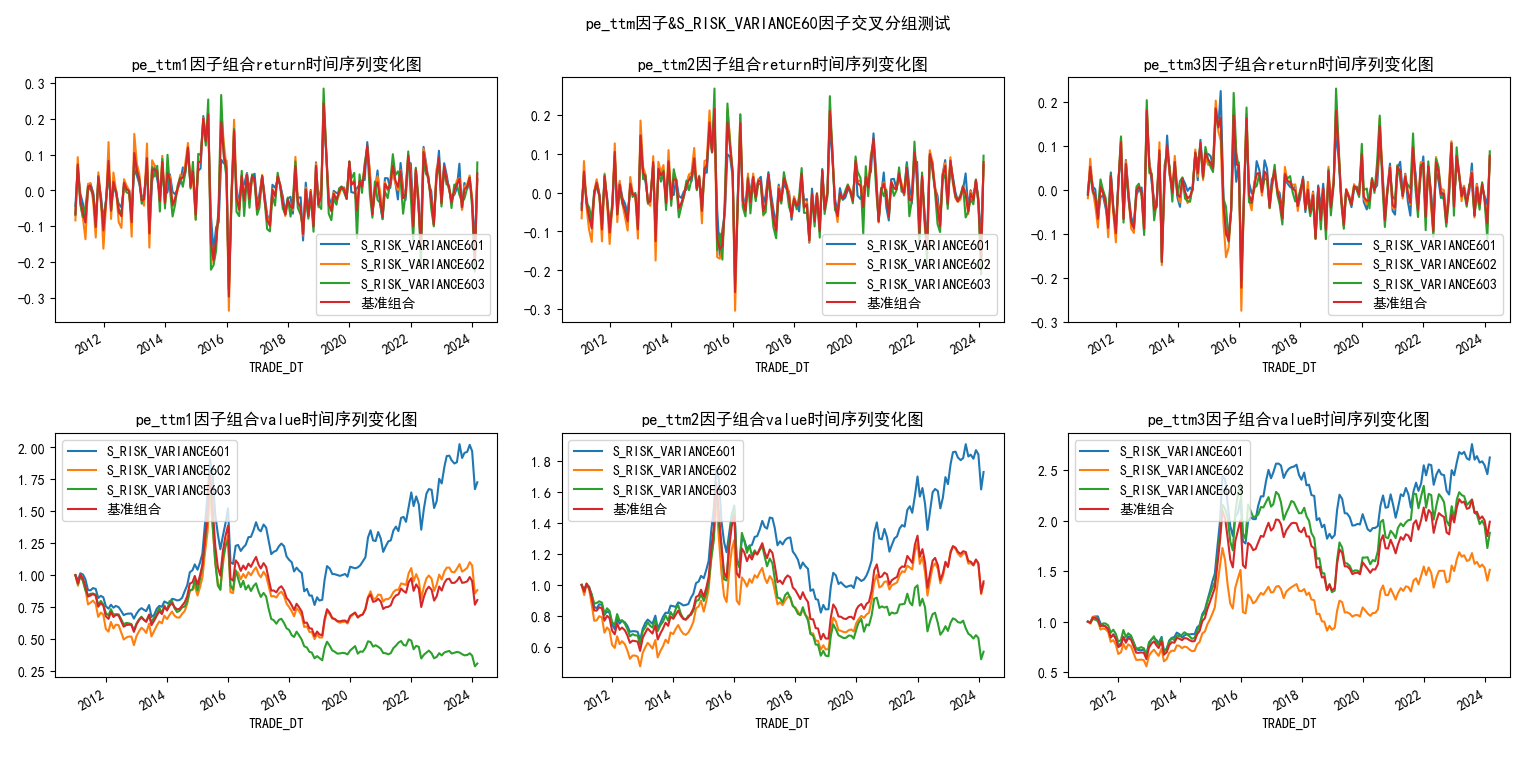 pe_ttm因子&S_RISK_VARIANCE60因子交叉分组测试
pe_ttm1因子组合return时间序列变化图
0.3
0.2
0.1
0.0
−0.1
−0.2
−0.3
S_RISK_VARIANCE601
S_RISK_VARIANCE602
S_RISK_VARIANCE603
基准组合
2012
2014
2016
2018
2020
2022
2024
TRADE_DT
pe_ttm2因子组合return时间序列变化图
0.2
0.1
0.0
−0.1
−0.2
−0.3
S_RISK_VARIANCE601
S_RISK_VARIANCE602
S_RISK_VARIANCE603
基准组合
2012
2014
2016
2018
2020
2022
2024
TRADE_DT
pe_ttm3因子组合return时间序列变化图
0.2
0.1
0.0
−0.1
−0.2
−0.3
S_RISK_VARIANCE601
S_RISK_VARIANCE602
S_RISK_VARIANCE603
基准组合
2012
2014
2016
2018
2020
2022
2024
TRADE_DT
pe_ttm1因子组合value时间序列变化图
2.00
1.75
1.50
1.25
1.00
0.75
0.50
0.25
S_RISK_VARIANCE601
S_RISK_VARIANCE602
S_RISK_VARIANCE603
基准组合
2012
2014
2016
2018
2020
2022
2024
TRADE_DT
pe_ttm2因子组合value时间序列变化图
1.8
1.6
1.4
1.2
1.0
0.8
0.6
S_RISK_VARIANCE601
S_RISK_VARIANCE602
S_RISK_VARIANCE603
基准组合
2012
2014
2016
2018
2020
2022
2024
TRADE_DT
pe_ttm3因子组合value时间序列变化图
2.5
2.0
1.5
1.0
0.5
S_RISK_VARIANCE601
S_RISK_VARIANCE602
S_RISK_VARIANCE603
基准组合
2012
2014
2016
2018
2020
2022
2024
TRADE_DT